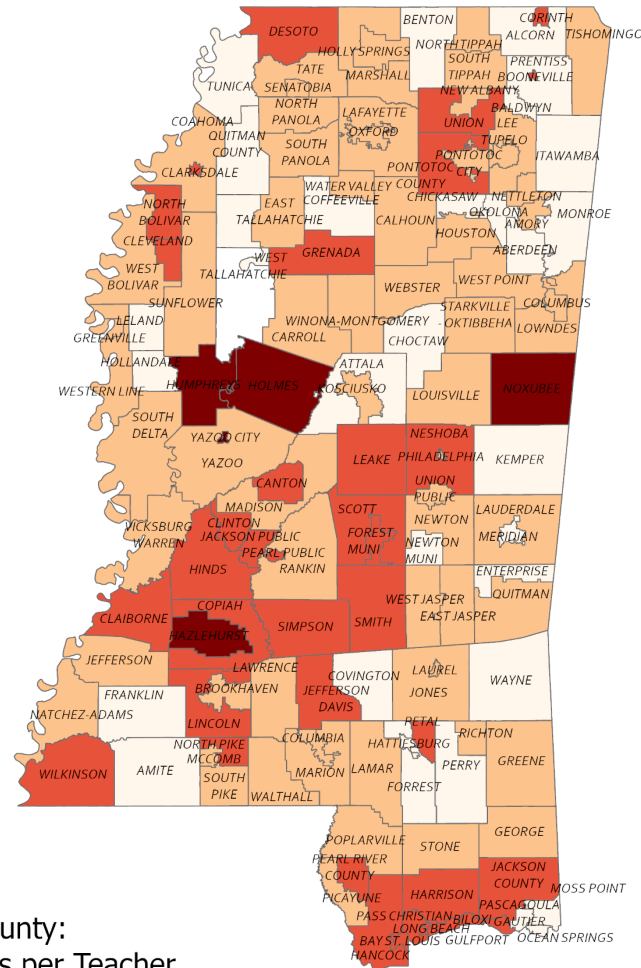 BENTON
CORINTH
DESOTO
ALCORN
TISHOMINGO
HOLLY SPRINGS
NORTH TIPPAH
SOUTH
TIPPAH
PRENTISS
TATE
MARSHALL
BOONEVILLE
TUNICA
SENATOBIA
NEW ALBANY
NORTH
PANOLA
BALDWYN
LAFAYETTE
UNION
LEE
COAHOMA
OXFORD
QUITMAN
COUNTY
TUPELO
SOUTH
PANOLA
PONTOTOC
CITY
ITAWAMBA
CLARKSDALE
PONTOTOC
COUNTY
WATER VALLEY
COFFEEVILLE
CHICKASAW
NETTLETON
NORTH
BOLIVAR
EAST
TALLAHATCHIE
OKOLONA
MONROE
CALHOUN
AMORY
CLEVELAND
HOUSTON
GRENADA
ABERDEEN
WEST
TALLAHATCHIE
WEST
BOLIVAR
WEBSTER
WEST POINT
SUNFLOWER
STARKVILLE
OKTIBBEHA
COLUMBUS
LELAND
WINONA-MONTGOMERY
LOWNDES
GREENVILLE
CARROLL
CHOCTAW
HOLLANDALE
ATTALA
HUMPHREYS
HOLMES
KOSCIUSKO
NOXUBEE
WESTERN LINE
LOUISVILLE
SOUTH
DELTA
YAZOO CITY
NESHOBA
LEAKE
PHILADELPHIA
KEMPER
YAZOO
CANTON
UNION
PUBLIC
MADISON
SCOTT
LAUDERDALE
VICKSBURG
WARREN
CLINTON
NEWTON
JACKSON PUBLIC
FOREST
MUNI
MERIDIAN
PEARL PUBLIC
NEWTON
MUNI
HINDS
RANKIN
ENTERPRISE
COPIAH
WEST JASPER
QUITMAN
CLAIBORNE
SIMPSON
SMITH
EAST JASPER
HAZLEHURST
JEFFERSON
LAWRENCE
COVINGTON
LAUREL
WAYNE
FRANKLIN
BROOKHAVEN
JEFFERSON
DAVIS
JONES
NATCHEZ-ADAMS
LINCOLN
PETAL
NORTH PIKE
COLUMBIA
HATTIESBURG
RICHTON
MCCOMB
WILKINSON
AMITE
MARION
LAMAR
PERRY
GREENE
SOUTH
PIKE
WALTHALL
FORREST
POPLARVILLE
GEORGE
STONE
PEARL RIVER
COUNTY
JACKSON
COUNTY
MOSS POINT
PICAYUNE
HARRISON
PASCAGOULA
PASS CHRISTIAN
BILOXI
GAUTIER
LONG BEACH
BAY ST. LOUIS
GULFPORT
OCEAN SPRINGS
HANCOCK
unty:
s per Teacher